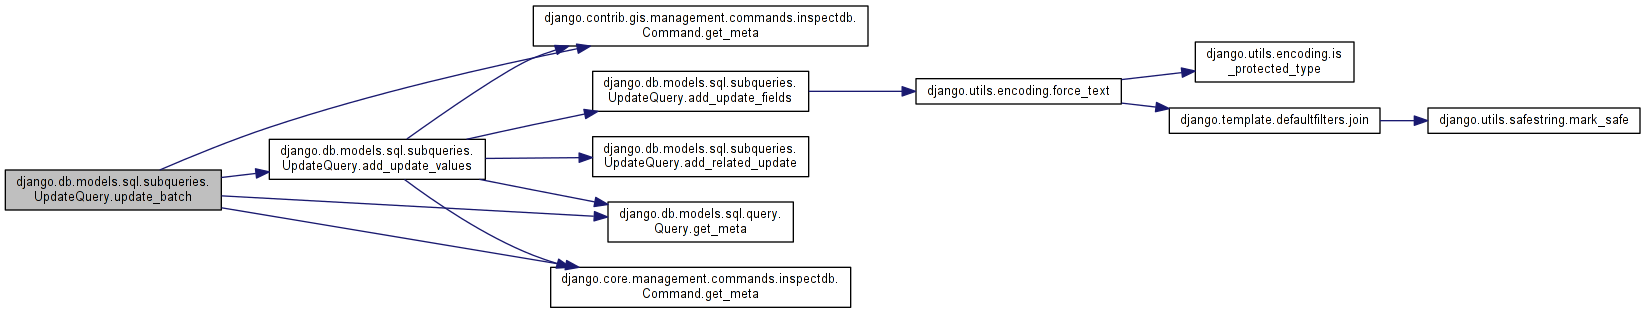 django.contrib.gis.management.commands.inspectdb.
Command.get_meta
django.utils.encoding.is
_protected_type
django.db.models.sql.subqueries.
UpdateQuery.add_update_fields
django.utils.encoding.force_text
django.template.defaultfilters.join
django.utils.safestring.mark_safe
django.db.models.sql.subqueries.
UpdateQuery.add_update_values
django.db.models.sql.subqueries.
UpdateQuery.add_related_update
django.db.models.sql.subqueries.
UpdateQuery.update_batch
django.db.models.sql.query.
Query.get_meta
django.core.management.commands.inspectdb.
Command.get_meta